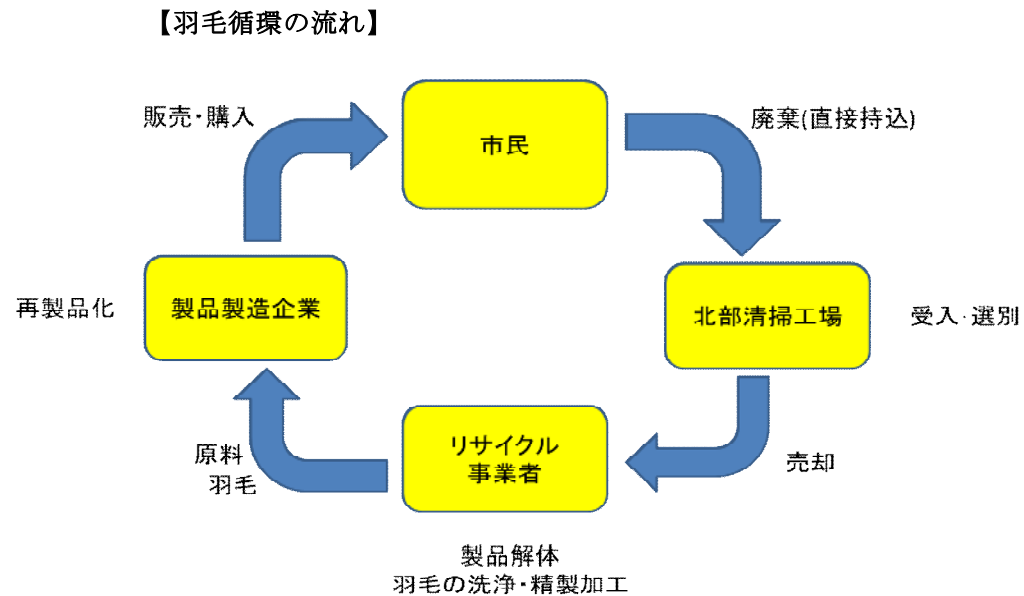 【羽毛循環の流れ】
販売・購入
市民
廃棄(直接持込)
再製品化
製品製造企業
北部清掃工場
受入・選別
原料
羽毛
リサイクル
事業者
売却
製品解体
羽毛の洗浄・精製加工